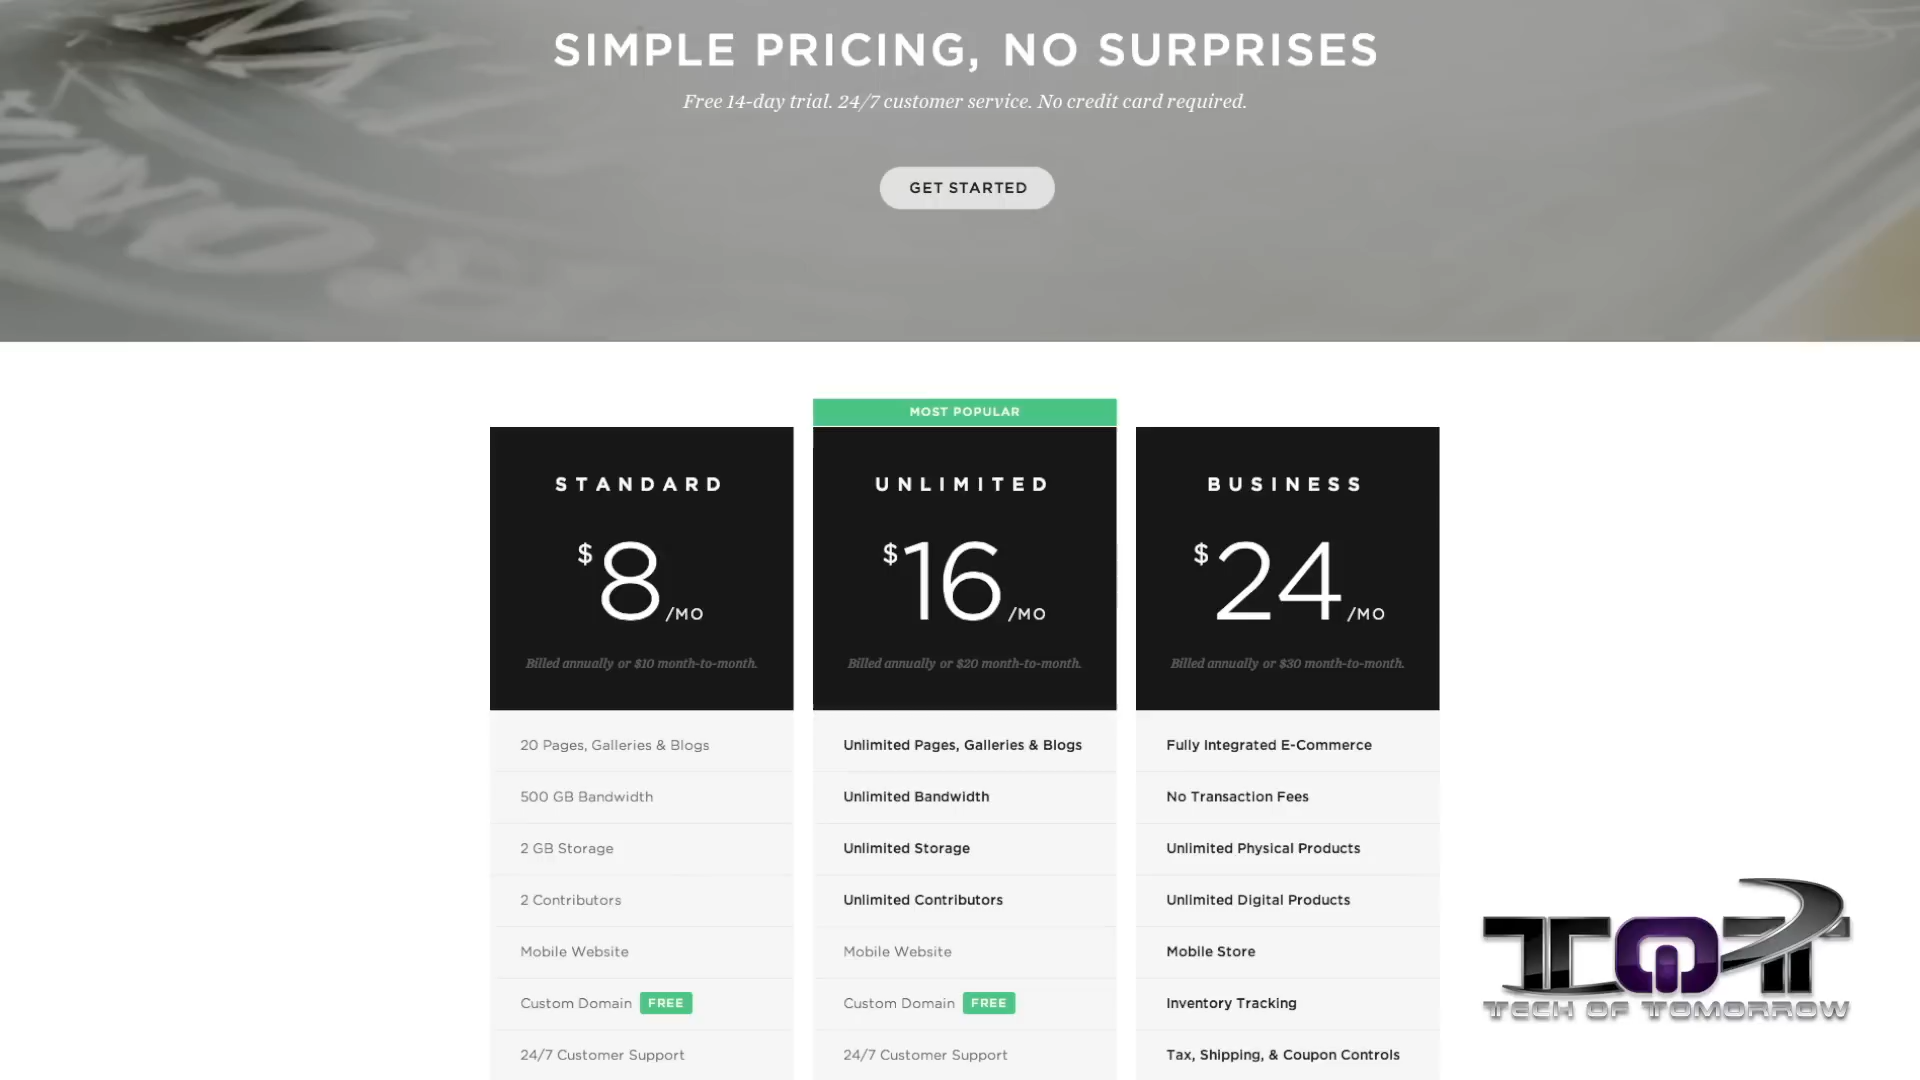 SIMPLE PRICING, NO SURPRISES
Free 14-day trial. 24/7 customer service. No credit card required.
GET STARTED
STANDARD
$8/MO
Billed annually or $10 month-to-month.
20 Pages, Galleries & Blogs
500 GB Bandwidth
2 GB Storage
2 Contributors
Mobile Website
Custom Domain FREE
24/7 Customer Support
MOST POPULAR
UNLIMITED
$16/MO
Billed annually or $20 month-to-month.
Unlimited Pages, Galleries & Blogs
Unlimited Bandwidth
Unlimited Storage
Unlimited Contributors
Mobile Website
Custom Domain FREE
24/7 Customer Support
BUSINESS
$24/MO
Billed annually or $30 month-to-month.
Fully Integrated E-Commerce
No Transaction Fees
Unlimited Physical Products
Unlimited Digital Products
Mobile Store
Inventory Tracking
Tax, Shipping, & Coupon Controls
TOT
TECH OF TOMORROW